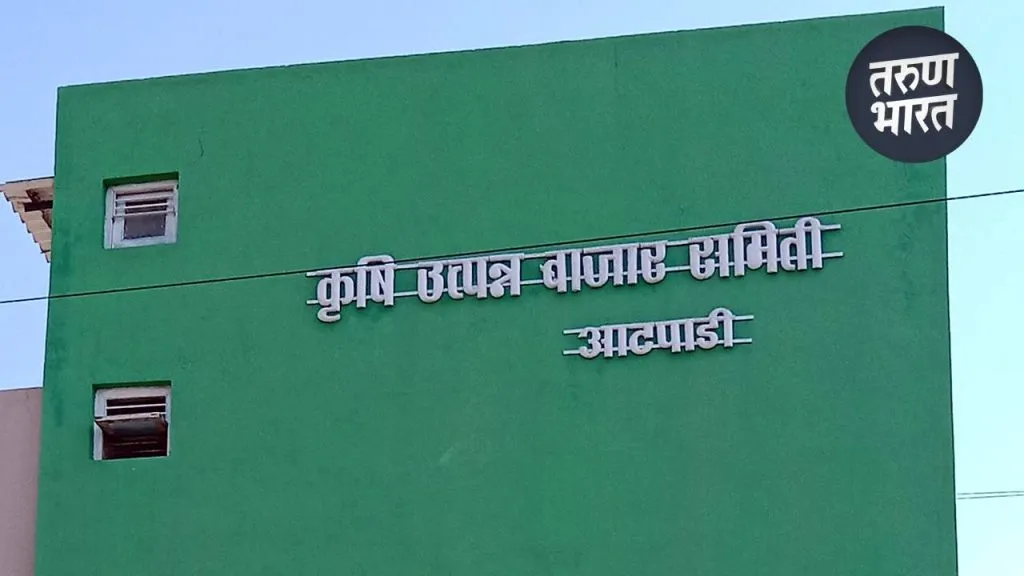 तरुण
भारत
कृषि उत्पन्न बाजार समिती
आटपाडी